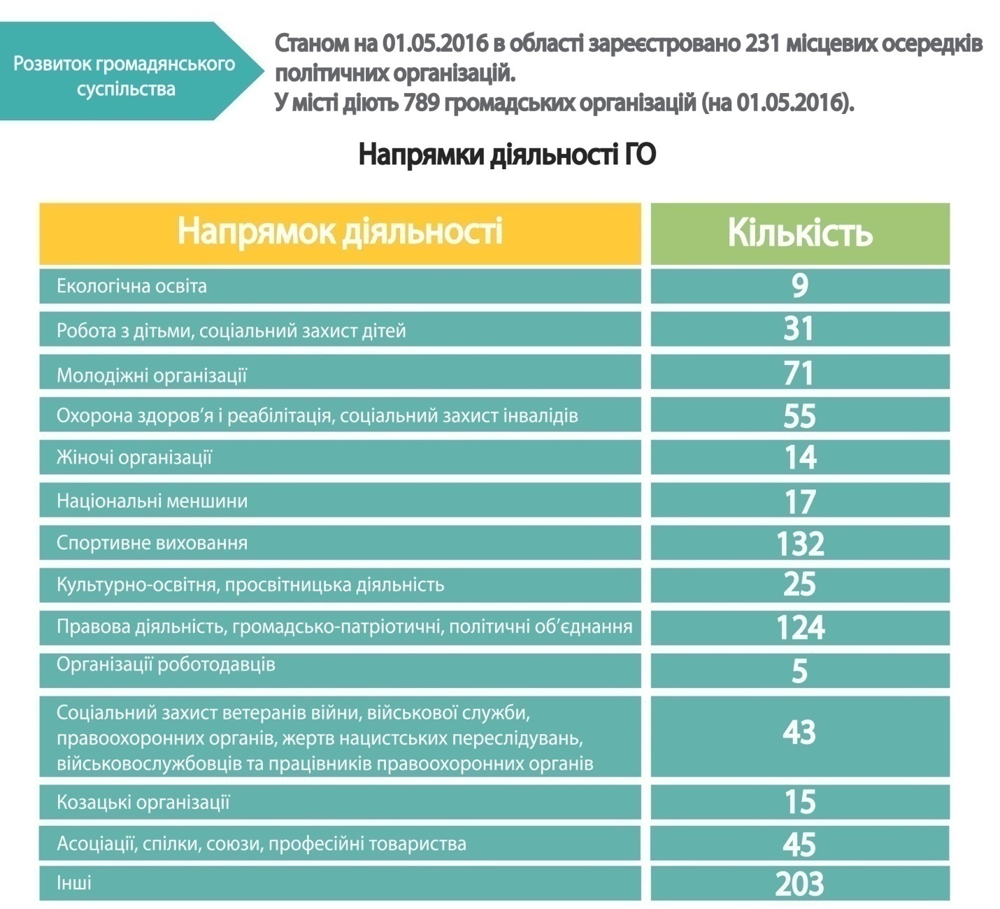 Розвиток громадянського
суспільства
Станом на 01.05.2016 в області зареєстровано 231 місцевих осередків
політичних організацій.
У місті діють 789 громадських організацій (на 01.05.2016).
Напрямки діяльності ГО
Напрямок діяльності Кількість
Екологічна освіта 9
Робота з дітьми, соціальний захист дітей 31
Молодіжні організації 71
Охорона здоров’я і реабілітація, соціальний захист інвалідів 55
Жіночі організації 14
Національні меншини 17
Спортивне виховання 132
Культурно-освітня, просвітницька діяльність 25
Правова діяльність, громадсько-патріотичні, політичні об’єднання 124
Організації роботодавців 5
Соціальний захист ветеранів війни, військової служби,
правоохоронних органів, жертв нацистських переслідувань,
військовослужбовців та працівників правоохоронних органів
43
Козацькі організації 15
Асоціації, спілки, союзи, професійні товариства 45
Інші 203